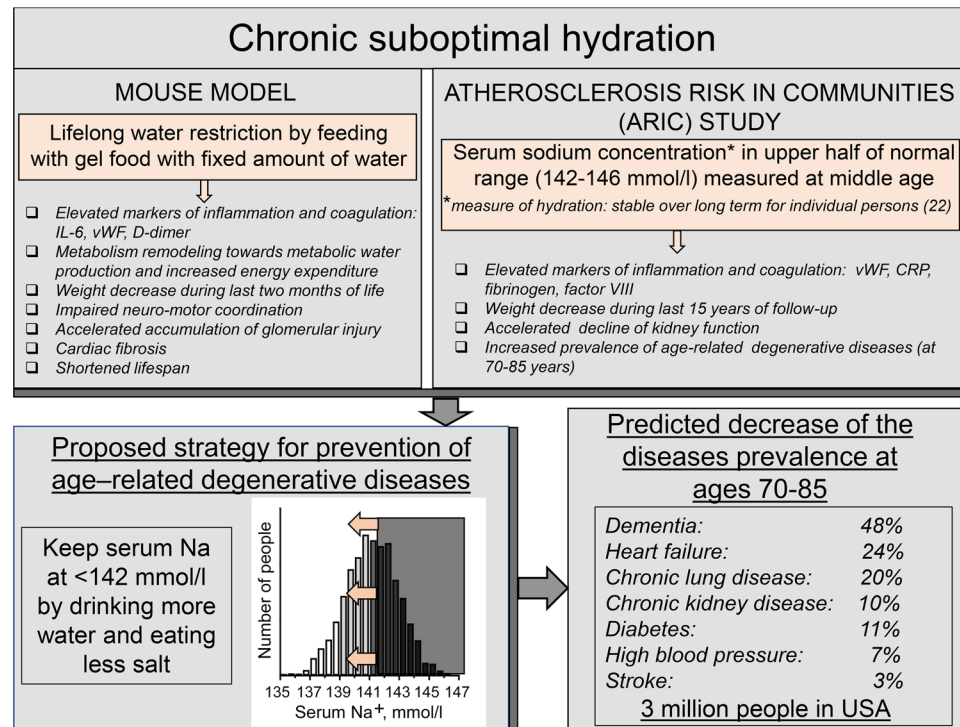 Chronic suboptimal hydration
MOUSE MODEL
Lifelong water restriction by feeding
with gel food with fixed amount of water
❑ Elevated markers of inflammation and coagulation:
IL-6, vWF, D-dimer
❑ Metabolism remodeling towards metabolic water
production and increased energy expenditure
❑ Weight decrease during last two months of life
❑ Impaired neuro-motor coordination
❑ Accelerated accumulation of glomerular injury
❑ Cardiac fibrosis
❑ Shortened lifespan
ATHEROSCLEROSIS RISK IN COMMUNITIES
(ARIC) STUDY
Serum sodium concentration* in upper half of normal
range (142-146 mmol/l) measured at middle age
*measure of hydration: stable over long term for individual persons (22)
❑ Elevated markers of inflammation and coagulation: vWF, CRP,
fibrinogen, factor VIII
❑ Weight decrease during last 15 years of follow-up
❑ Accelerated decline of kidney function
❑ Increased prevalence of age-related degenerative diseases (at
70-85 years)
Proposed strategy for prevention of
age–related degenerative diseases
Keep serum Na
at <142 mmol/l
by drinking more
water and eating
less salt
Number of people
135 137 139 141 143 145 147
Serum Na+, mmol/l
Predicted decrease of the
diseases prevalence at
ages 70-85
Dementia: 48%
Heart failure: 24%
Chronic lung disease: 20%
Chronic kidney disease: 10%
Diabetes: 11%
High blood pressure: 7%
Stroke: 3%
3 million people in USA